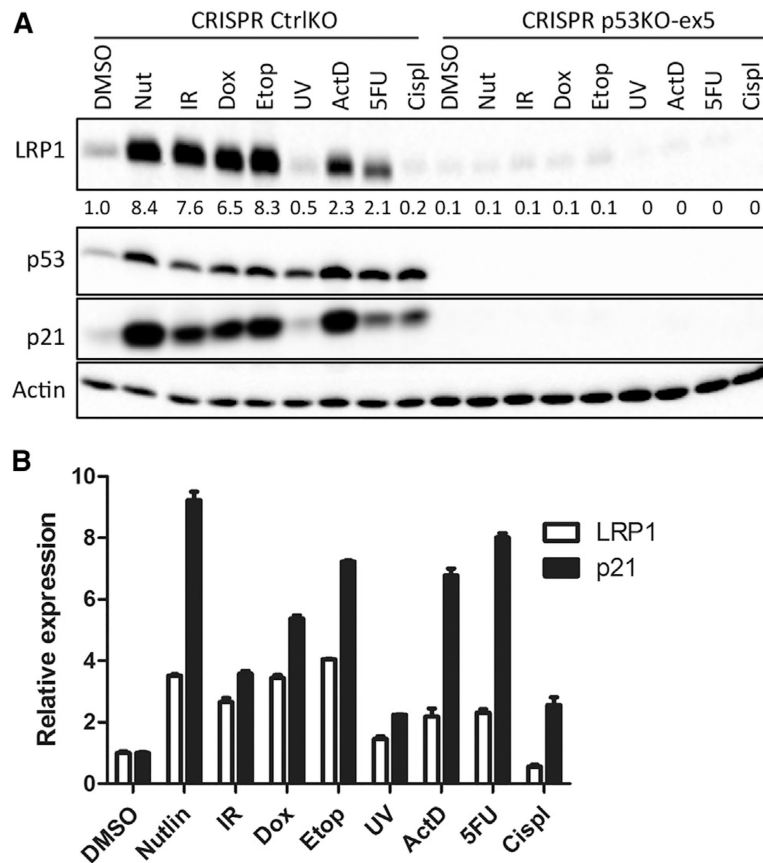 A
CRISPR CtrlKO CRISPR p53KO-ex5
DMSO Nut IR Dox Etop UV ActD 5FU Cispl DMSO Nut IR Dox Etop UV ActD 5FU Cispl
LRP1
1.0 8.4 7.6 6.5 8.3 0.5 2.3 2.1 0.2 0.1 0.1 0.1 0.1 0.1 0 0 0 0
p53
p21
Actin
B
Relative expression
10
8
6
4
2
0
LRP1
p21
DMSO Nutlin IR Dox Etop UV ActD 5FU Cispl